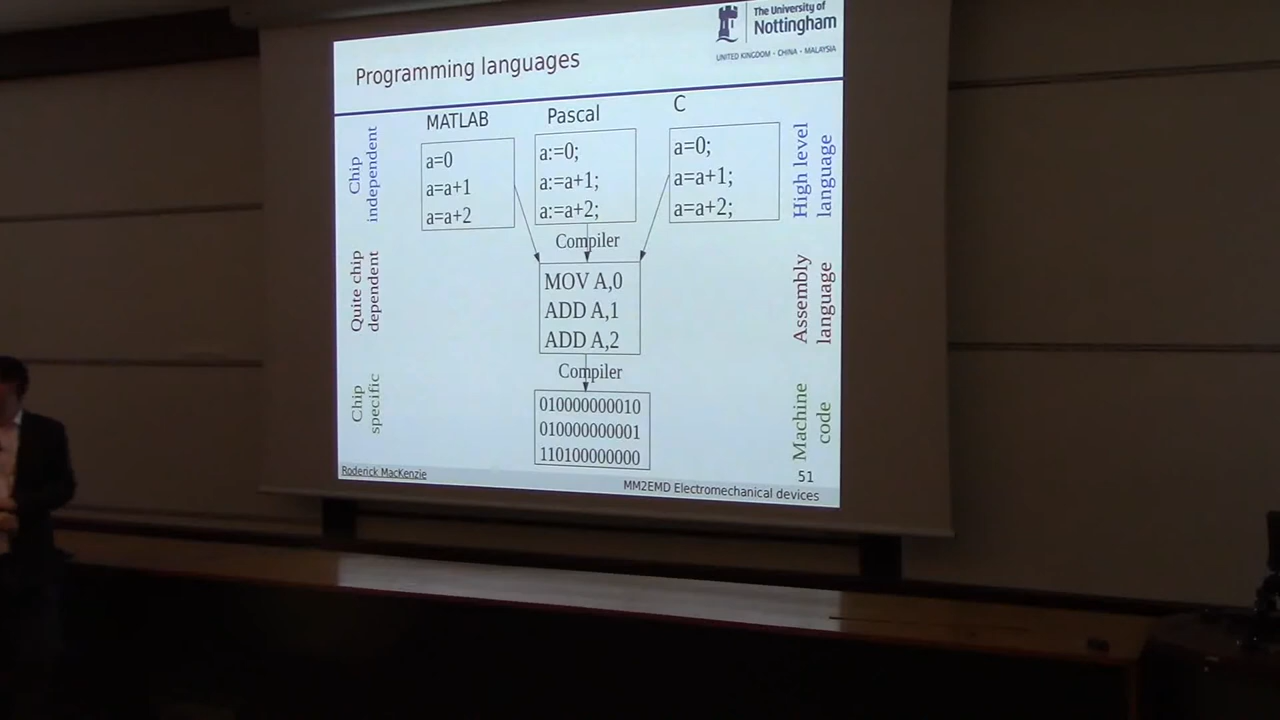 The University of
Nottingham
UNITED KINGDOM · CHINA · MALAYSIA
Programming languages
MATLAB
a=0
a=a+1
a=a+2
Pascal
a:=0;
a:=a+1;
a:=a+2;
C
a=0;
a=a+1;
a=a+2;
Chip
independent
High level
language
Compiler
Quite chip
dependent
MOV A,0
ADD A,1
ADD A,2
Assembly
language
Compiler
Chip
specific
010000000010
010000000001
110100000000
Machine
code
Roderick MacKenzie
51
MM2EMD Electromechanical devices